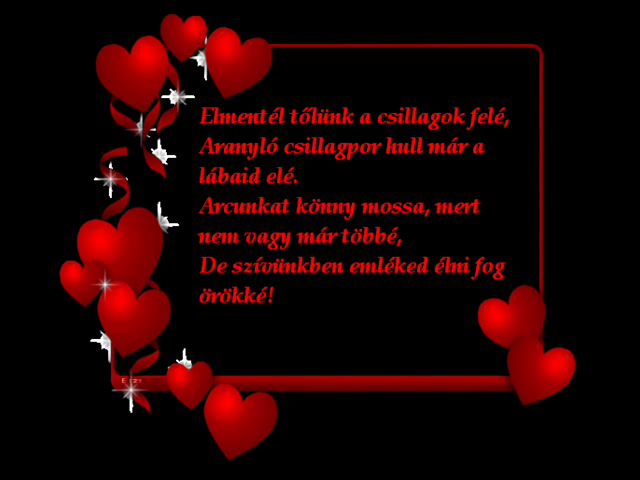 Elmentél tőlünk a csillagok felé,
Aranyló csillagpor hull már a
lábaid elé.
Arcunkat könny mossa, mert
nem vagy már többé,
De szívünkben emléked élni fog
örökké!